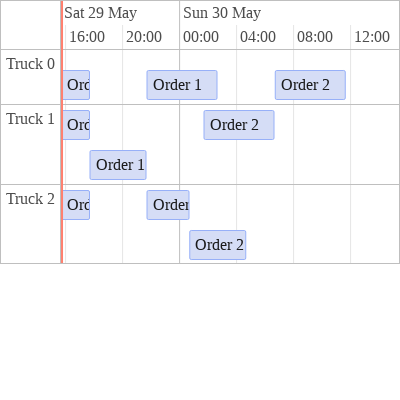 Sat 29 May Sun 30 May
16:00 20:00 00:00 04:00 08:00 12:00
Truck 0
Ord Order 1 Order 2
Truck 1
Ord Order 2
Order 1
Truck 2
Ord Order
Order 2